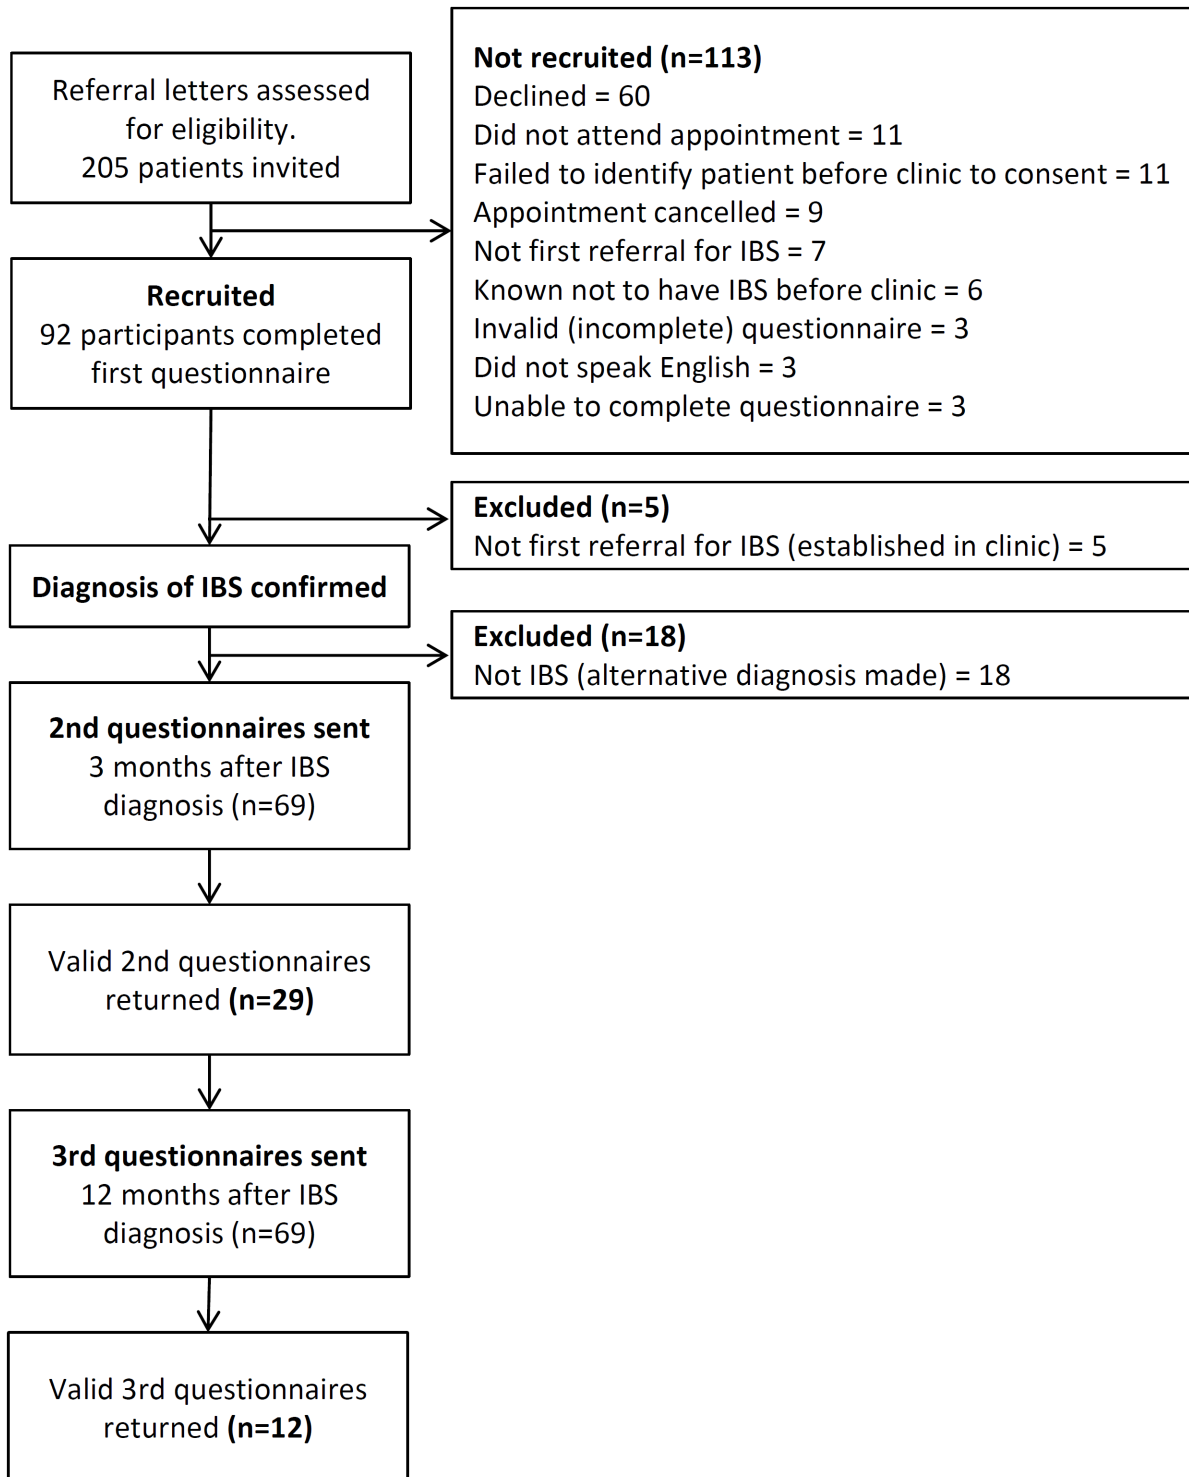 Referral letters assessed
for eligibility.
205 patients invited
Not recruited (n=113)
Declined = 60
Did not attend appointment = 11
Failed to identify patient before clinic to consent = 11
Appointment cancelled = 9
Not first referral for IBS = 7
Known not to have IBS before clinic = 6
Invalid (incomplete) questionnaire = 3
Did not speak English = 3
Unable to complete questionnaire = 3
Recruited
92 participants completed
first questionnaire
Excluded (n=5)
Not first referral for IBS (established in clinic) = 5
Diagnosis of IBS confirmed
Excluded (n=18)
Not IBS (alternative diagnosis made) = 18
2nd questionnaires sent
3 months after IBS
diagnosis (n=69)
Valid 2nd questionnaires
returned (n=29)
3rd questionnaires sent
12 months after IBS
diagnosis (n=69)
Valid 3rd questionnaires
returned (n=12)